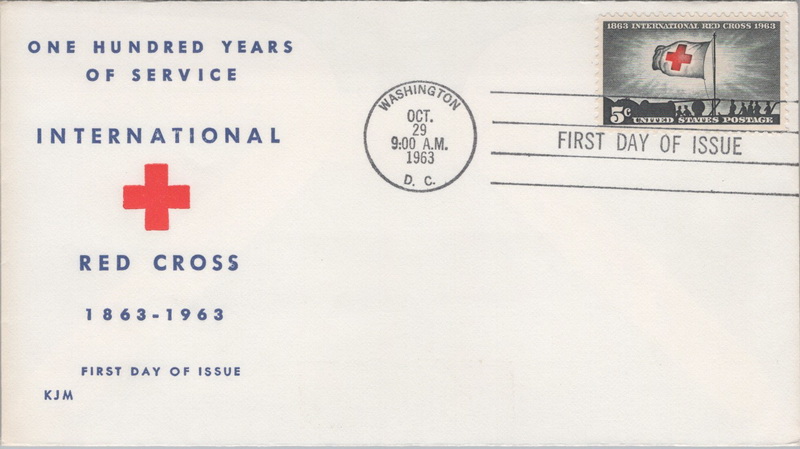 ONE HUNDRED YEARS
OF SERVICE
INTERNATIONAL
RED CROSS
1863-1963
FIRST DAY OF ISSUE
KJM
WASHINGTON
OCT.
29
9:00 A.M.
1963
D. C.
1863 INTERNATIONAL RED CROSS 1963
5¢ UNITED STATES POSTAGE
FIRST DAY OF ISSUE